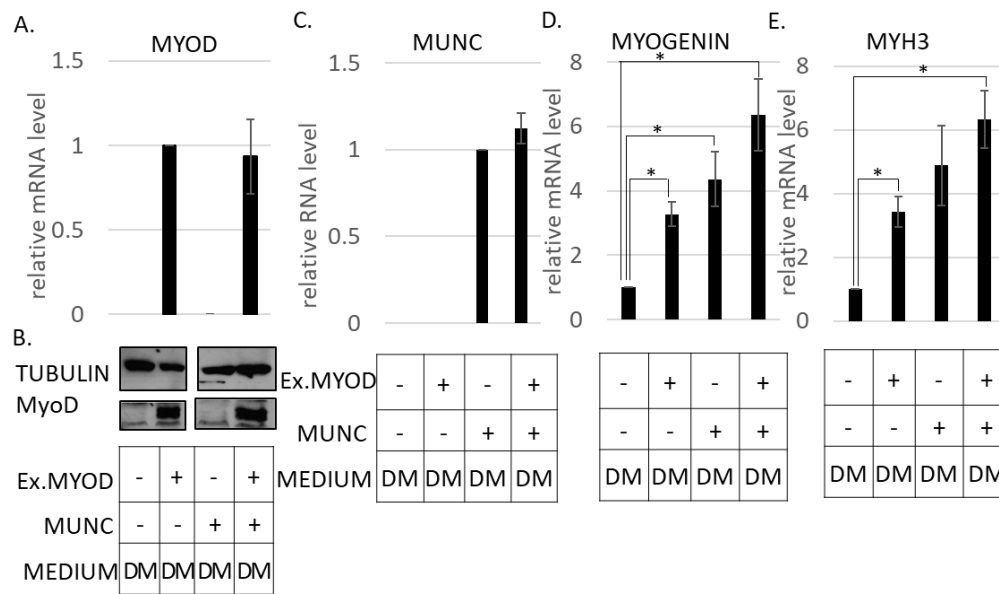 A.
MYOD
relative mRNA level
1.5
1
0.5
0
B.
TUBULIN
MyoD
Ex.MYOD - + - +
MUNC - - + +
MEDIUM DM DM DM DM
C.
MUNC
relative RNA level
1.5
1
0.5
0
Ex.MYOD - + - +
MUNC - - + +
MEDIUM DM DM DM DM
D.
MYOGENIN
relative mRNA level
8
6
4
2
0
*
*
*
- + - +
- - + +
DM DM DM DM
E.
MYH3
relative mRNA level
8
6
4
2
0
*
*
- + - +
- - + +
DM DM DM DM